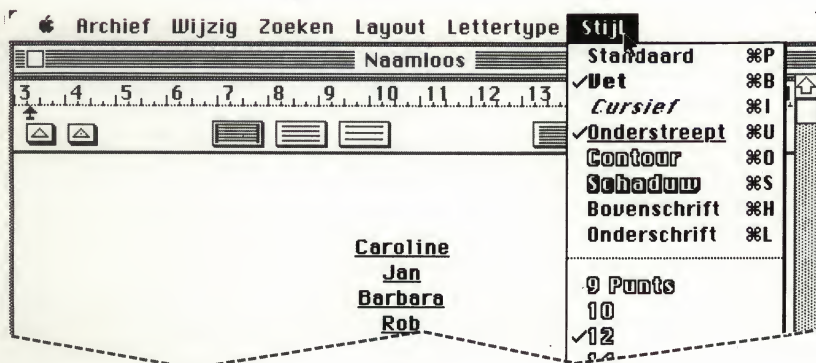 Archief Wijzig Zoeken Layout Lettertype Stijl
Naamloos
3 4 5 6 7 8 9 10 11 12 13
Standaard ⌘P
✓Vet ⌘B
Cursief ⌘I
✓Onderstreept ⌘U
Contour ⌘O
Schaduw ⌘S
Bovenschrift ⌘H
Onderschrift ⌘L
9 Punts
10
✓12
Caroline
Jan
Barbara
Rob